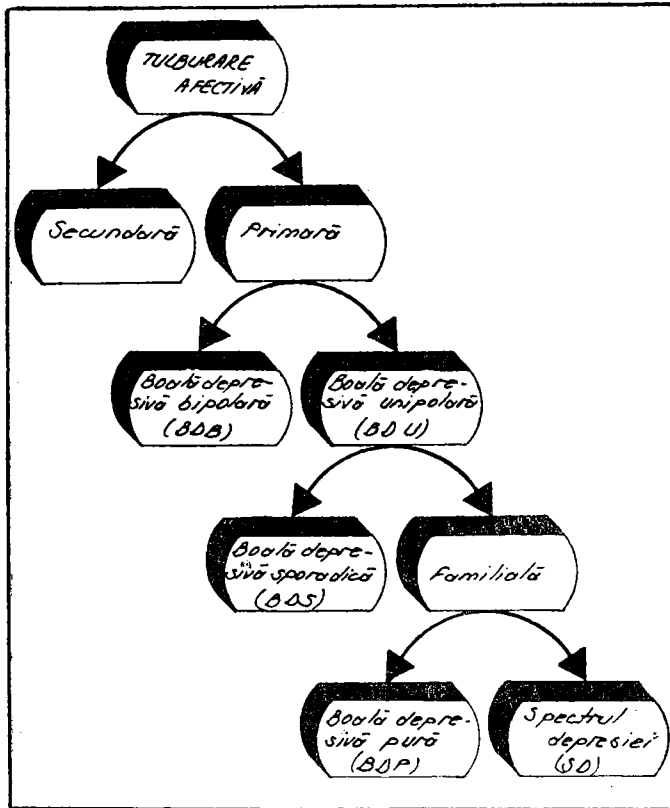 TULBURARE
AFECTIVĂ
Secundară
Primară
Boală depre-
sivă bipolară
(BDB)
Boală depre-
sivă unipolară
(BDU)
Boală depre-
sivă sporadică
(BDS)
Familială
Boală depre-
sivă pură
(BDP)
Spectrul
depresiei
(SD)